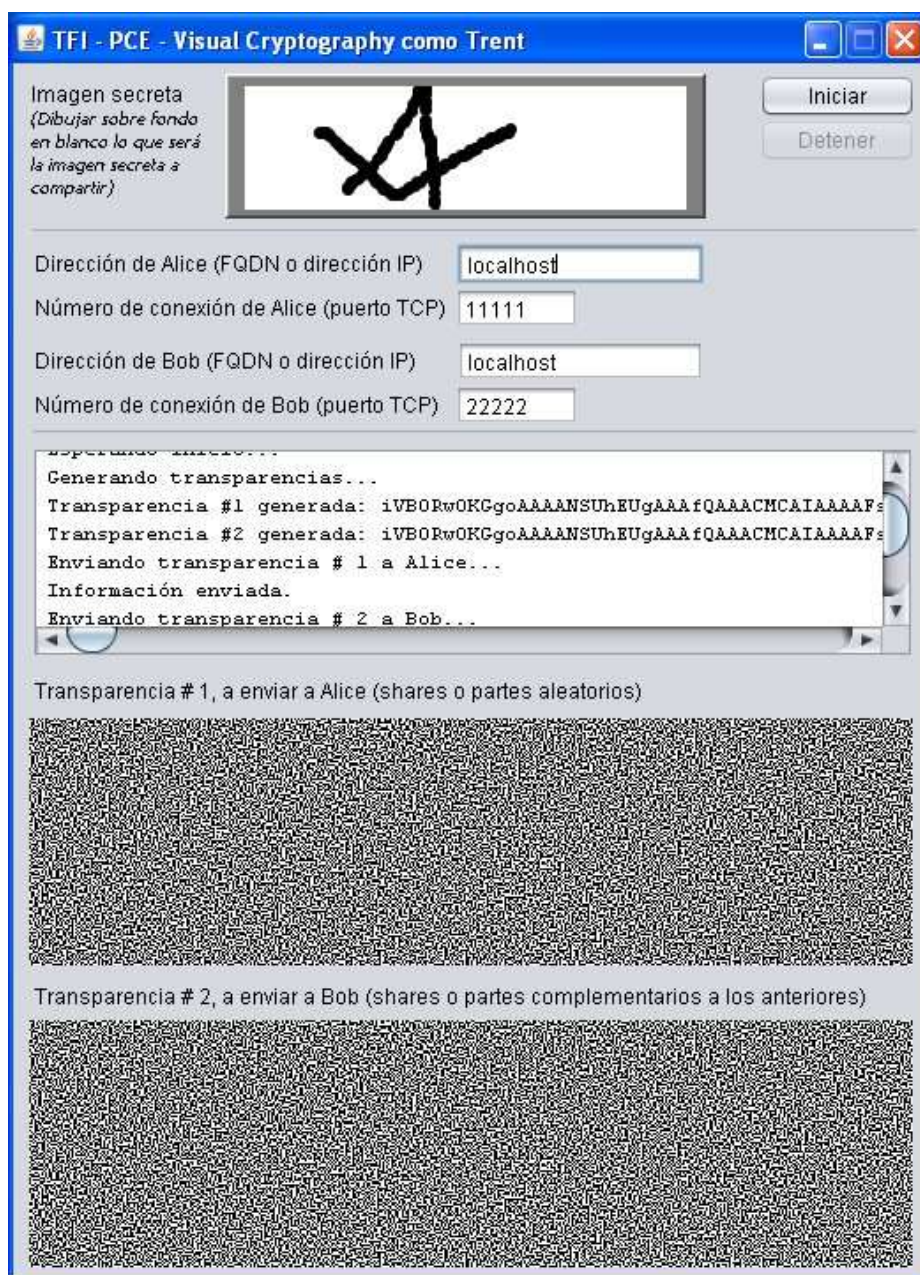 TFI - PCE - Visual Cryptography como Trent
Imagen secreta
(Dibujar sobre fondo
en blanco lo que será
la imagen secreta a
compartir)
Iniciar
Detener
Dirección de Alice (FQDN o dirección IP)
localhost
Número de conexión de Alice (puerto TCP)
11111
Dirección de Bob (FQDN o dirección IP)
localhost
Número de conexión de Bob (puerto TCP)
22222
Esperando inicio...
Generando transparencias...
Transparencia #1 generada: iVBORwOKGgoAAAANSUhEUgAAAfQAAACMCAIAAAAFs
Transparencia #2 generada: iVBORwOKGgoAAAANSUhEUgAAAfQAAACMCAIAAAAFs
Enviando transparencia # 1 a Alice...
Información enviada.
Enviando transparencia # 2 a Bob...
Transparencia # 1, a enviar a Alice (shares o partes aleatorios)
Transparencia # 2, a enviar a Bob (shares o partes complementarios a los anteriores)